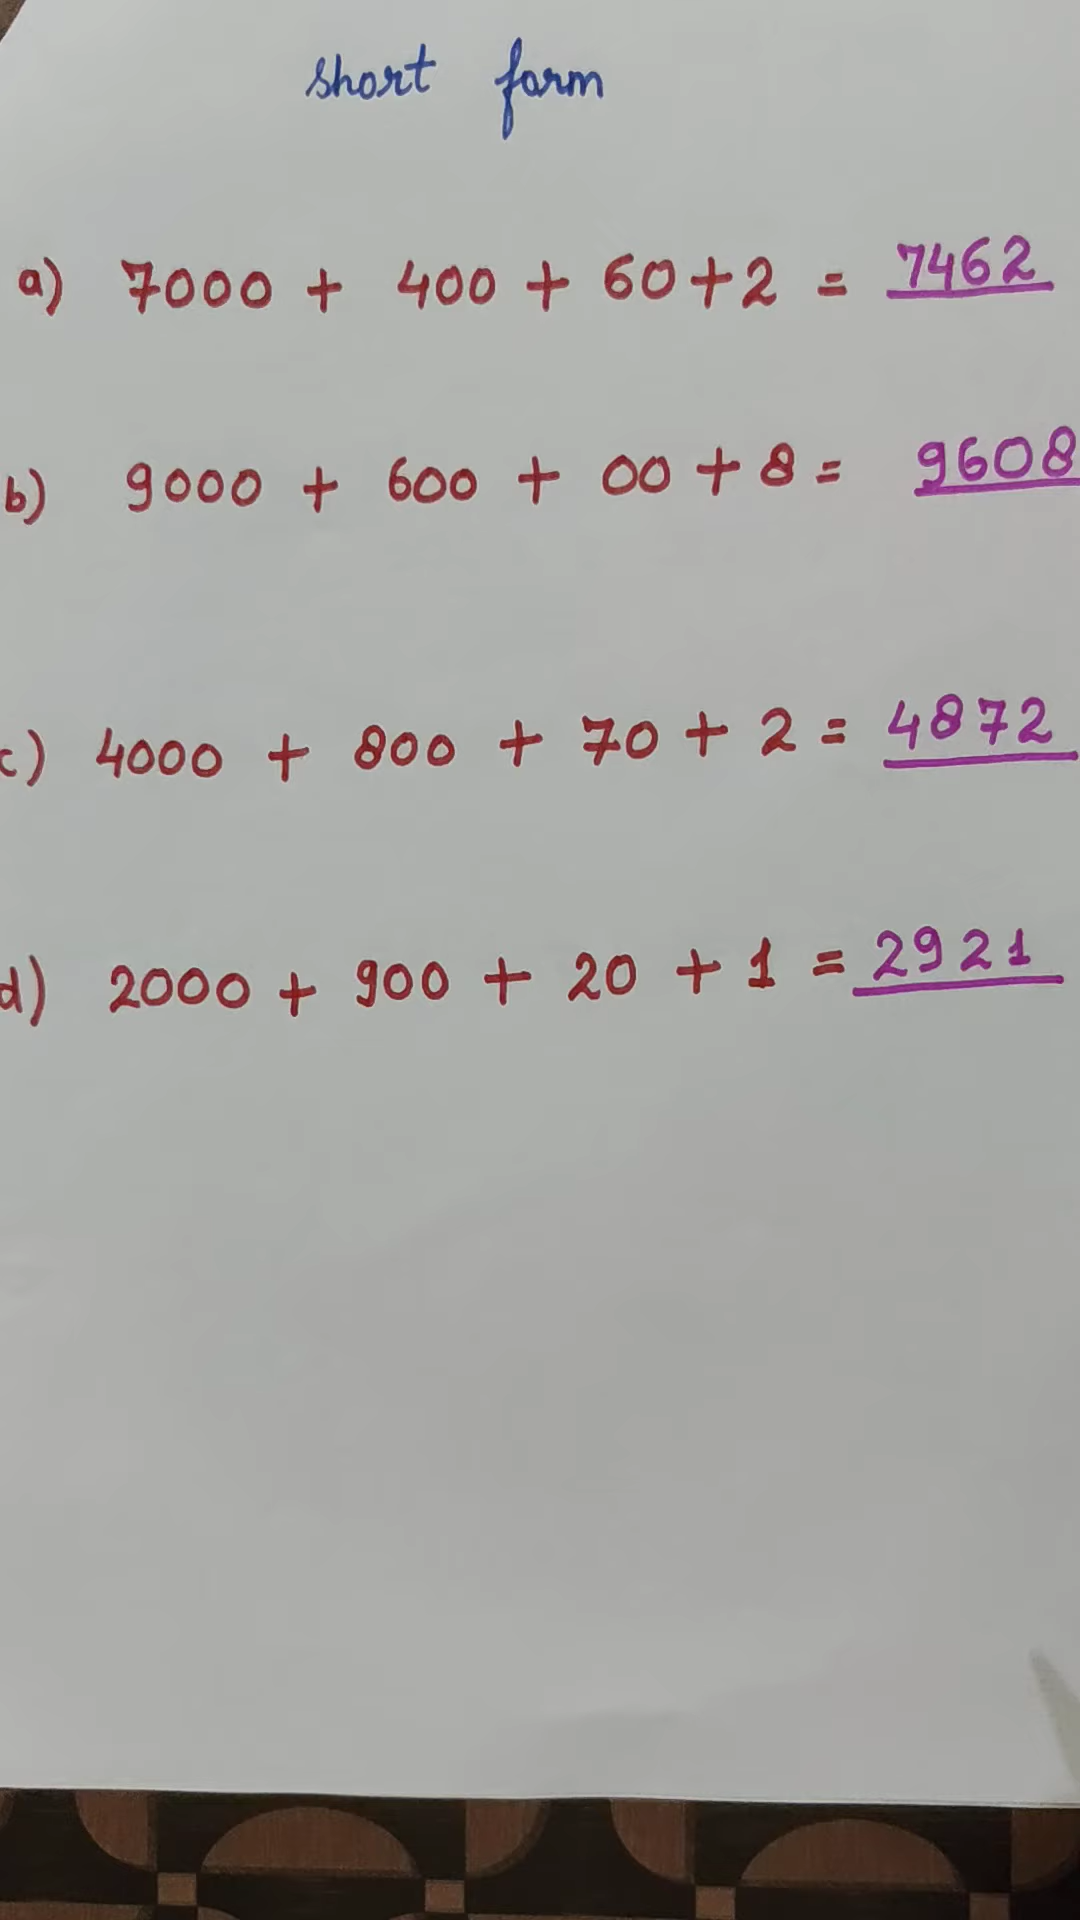 short form
a) 7000 + 400 + 60 + 2 = 7462
b) 9000 + 600 + 00 + 8 = 9608
c) 4000 + 800 + 70 + 2 = 4872
d) 2000 + 900 + 20 + 1 = 2921